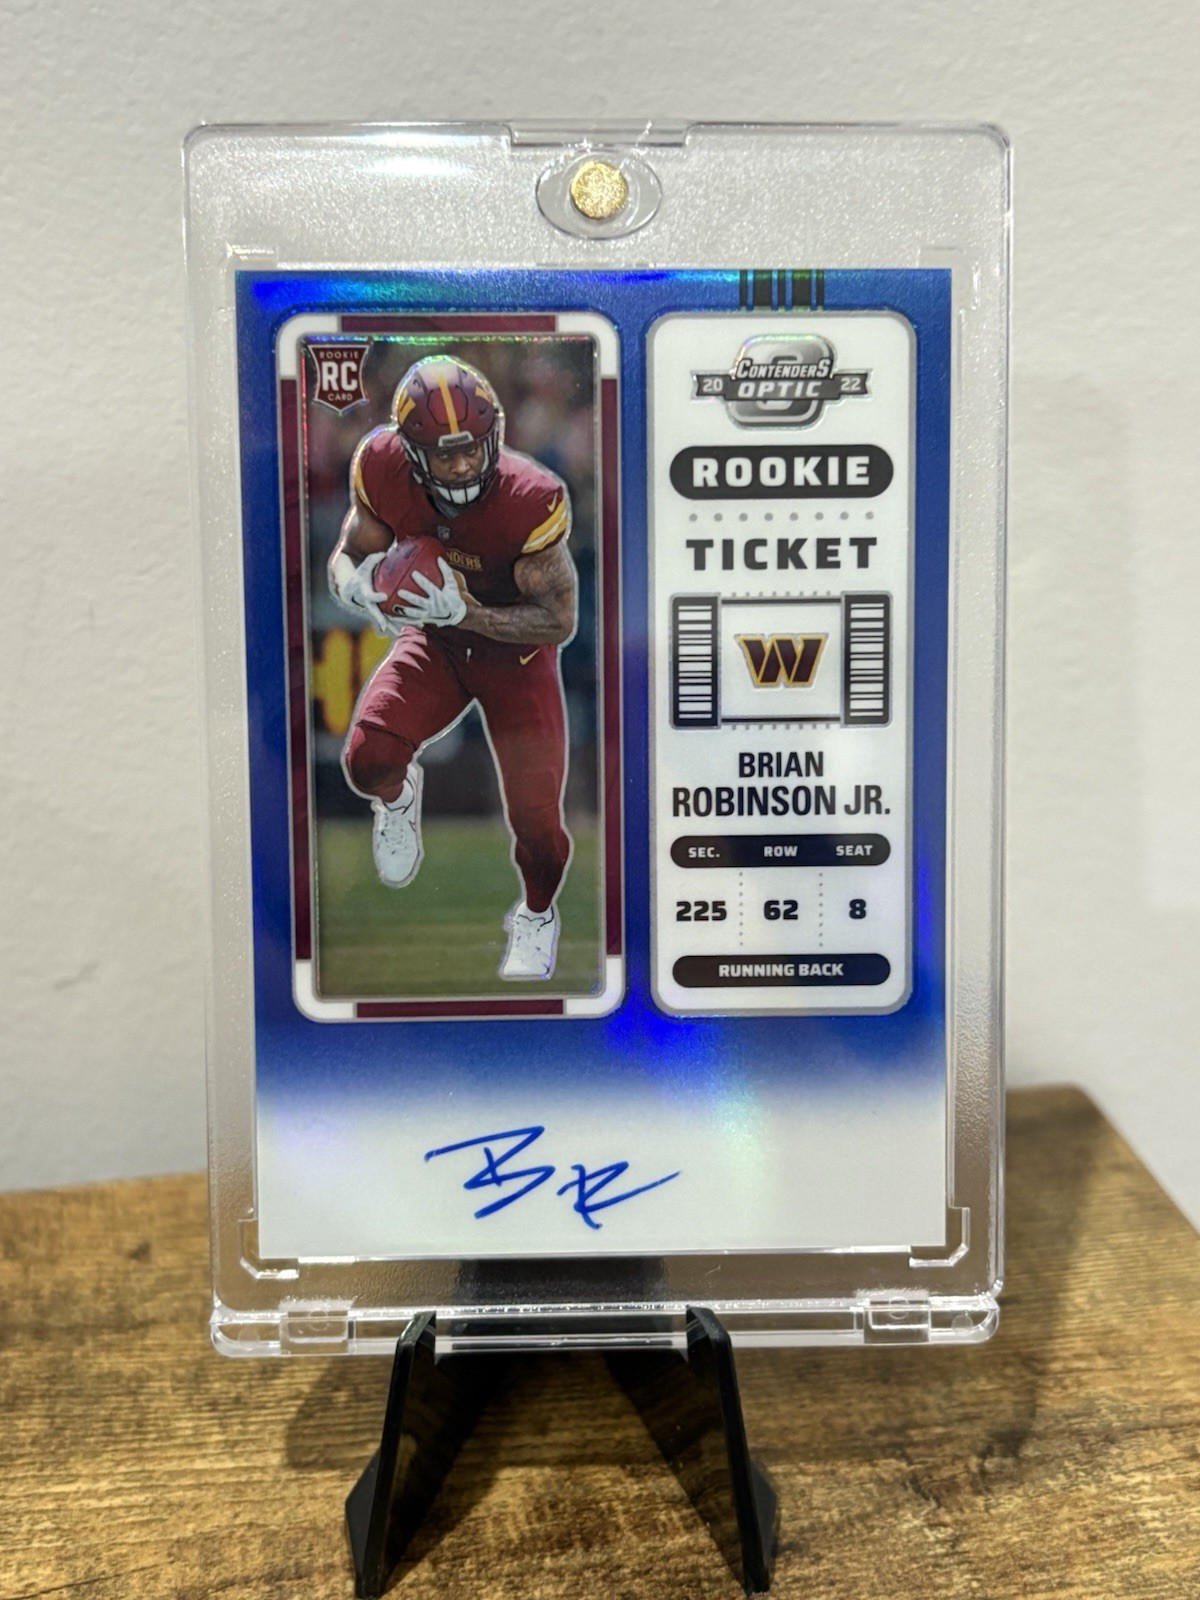 ROOKIE
RC
CARD
20 CONTENDERS 22
OPTIC
ROOKIE
TICKET
W
BRIAN
ROBINSON JR.
SEC. ROW SEAT
225 62 8
RUNNING BACK